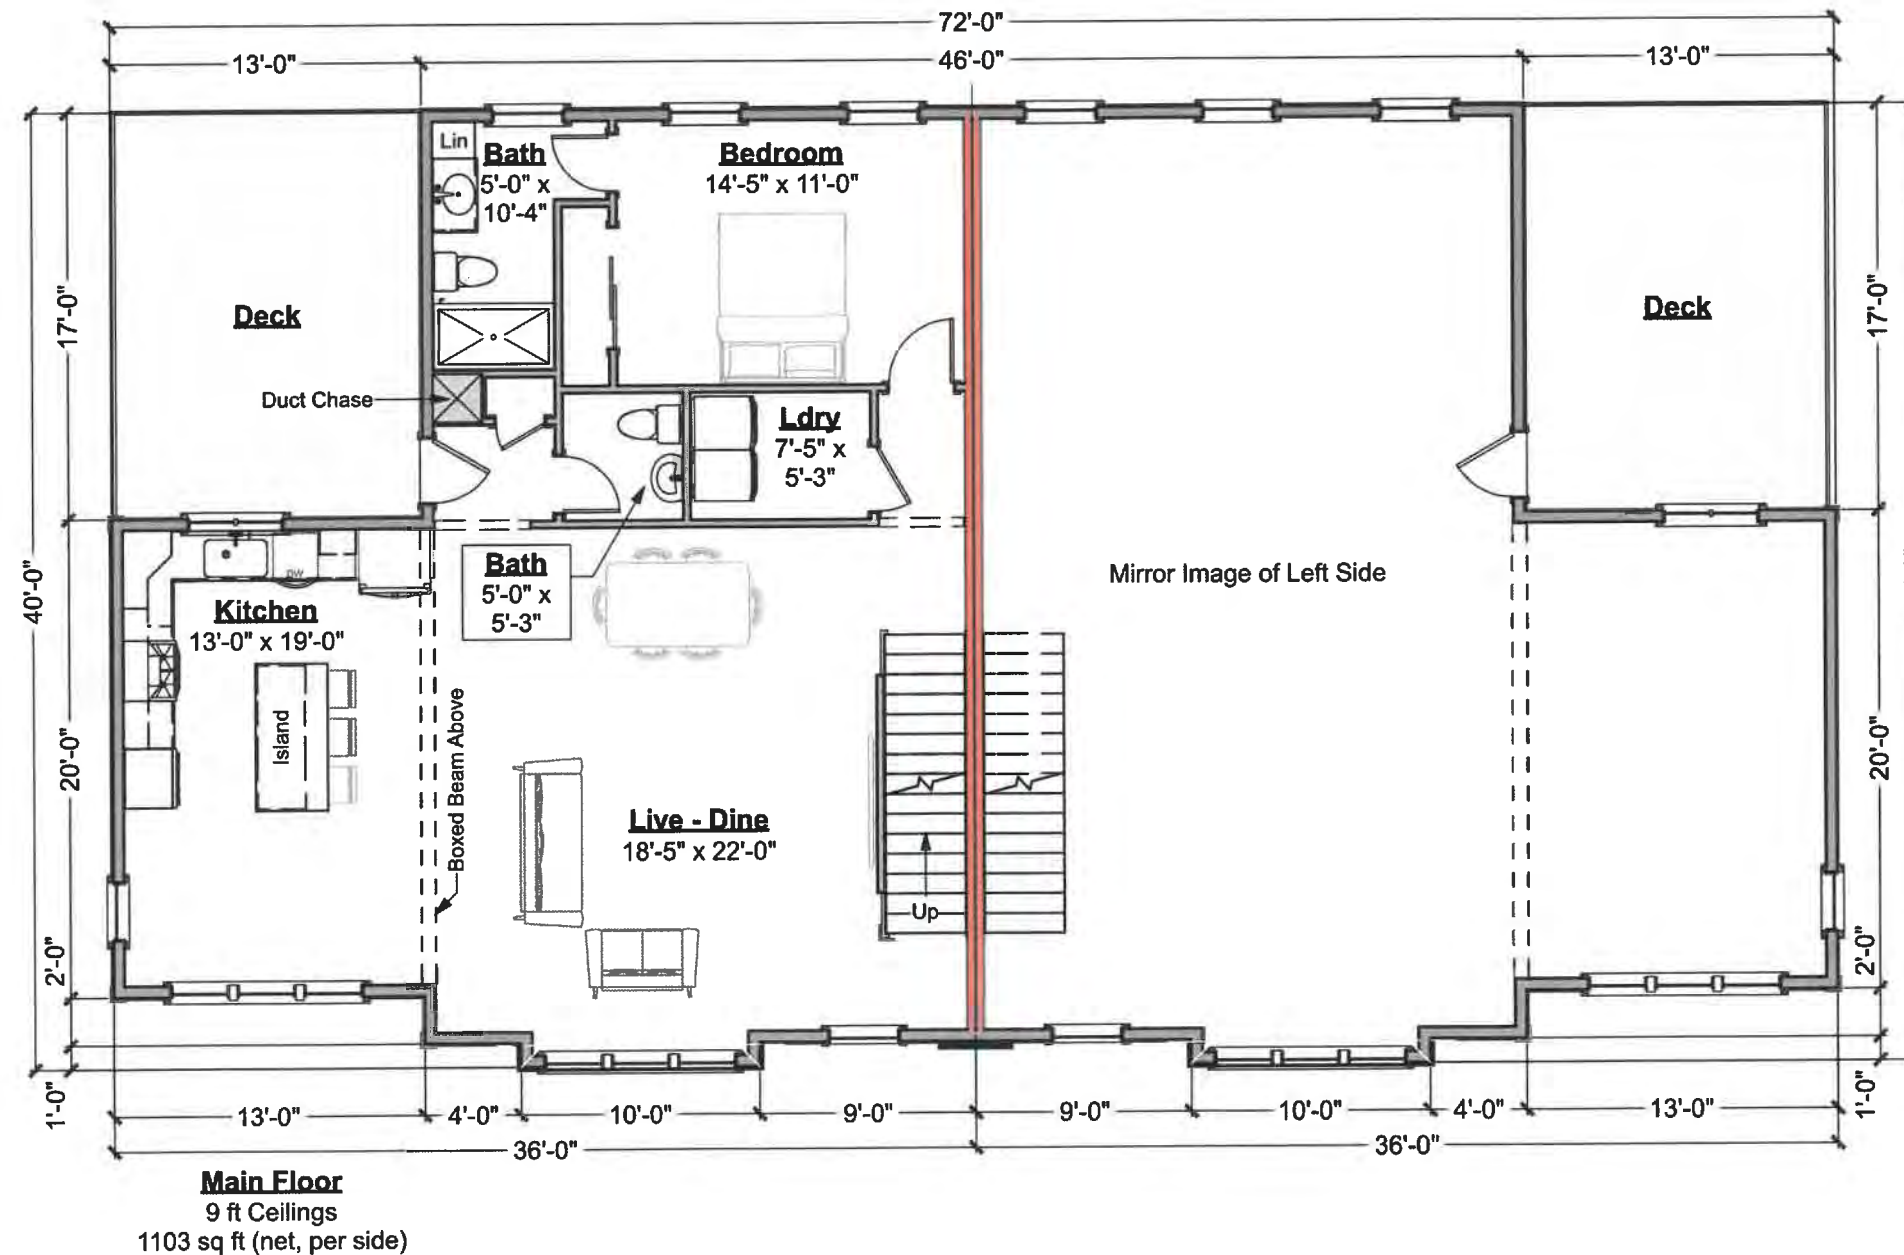 72'-0"
13'-0"
46'-0"
13'-0"
Lin
Bath
5'-0" x
10'-4"
Bedroom
14'-5" x 11'-0"
Deck
Deck
17'-0"
17'-0"
Duct Chase
Ldry
7'-5" x
5'-3"
40'-0"
Bath
5'-0" x
5'-3"
DW
Kitchen
13'-0" x 19'-0"
Mirror Image of Left Side
Island
Boxed Beam Above
20'-0"
20'-0"
Live - Dine
18'-5" x 22'-0"
Up
2'-0"
2'-0"
1'-0"
1'-0"
13'-0"
4'-0"
10'-0"
9'-0"
9'-0"
10'-0"
4'-0"
13'-0"
36'-0"
36'-0"
Main Floor
9 ft Ceilings
1103 sq ft (net, per side)